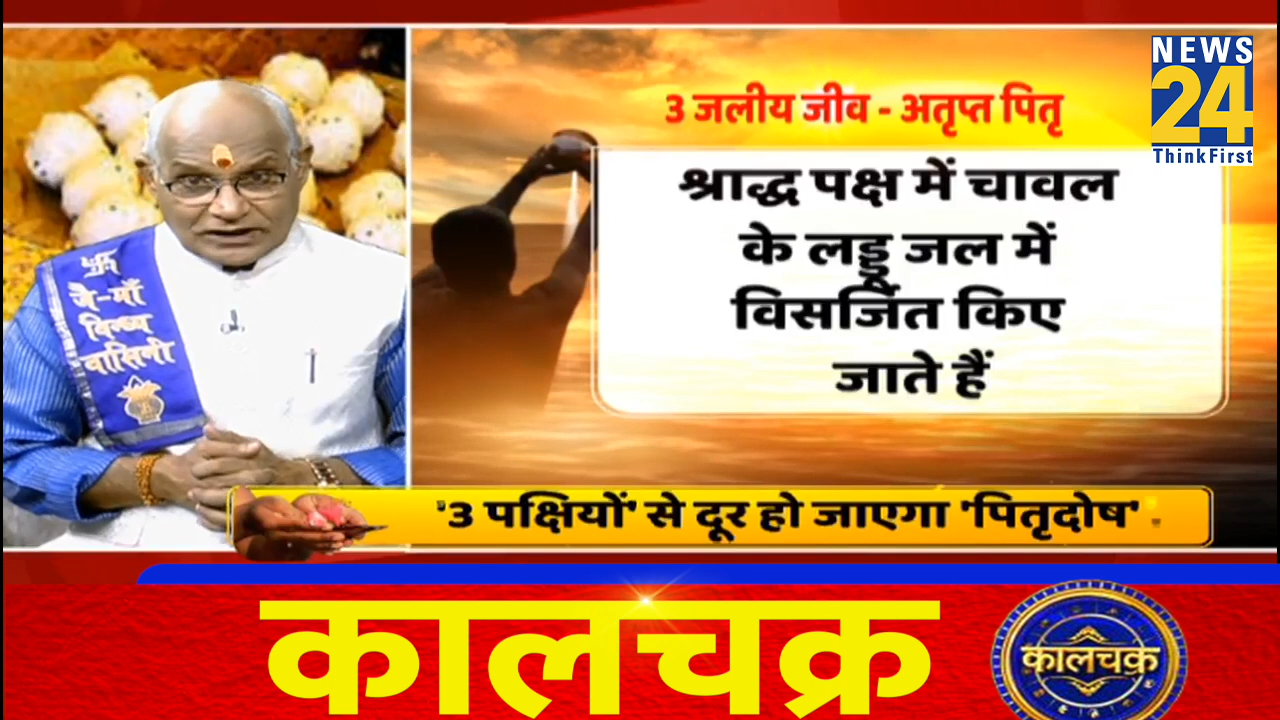 NEWS
24
ThinkFirst
3 जलीय जीव - अतृप्त पितृ
श्राद्ध पक्ष में चावल
के लड्डू जल में
विसर्जित किए
जाते हैं
जै-माँ
विन्ध्य
वासिनी
'3 पक्षियों' से दूर हो जाएगा 'पितृदोष'
कालचक्र
कालचक्र